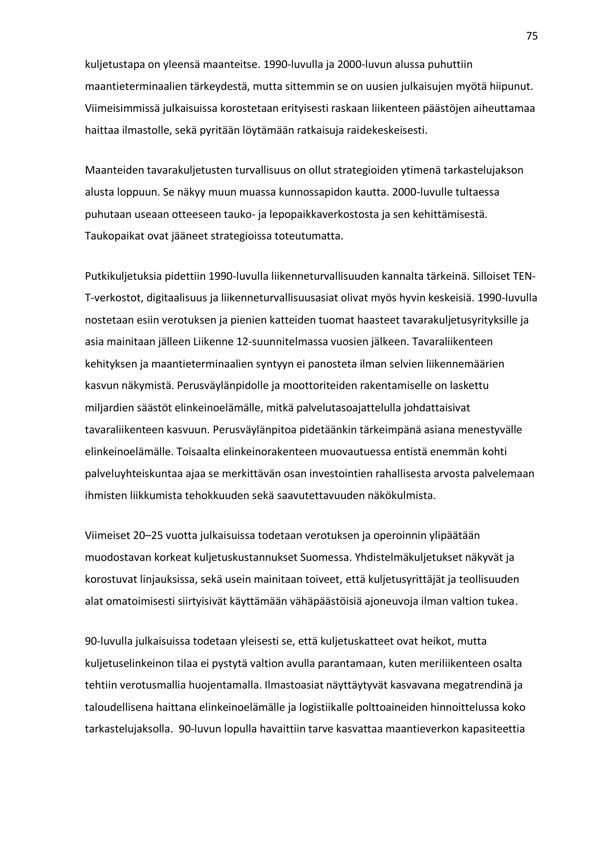 75
kuljetustapa on yleensä maanteitse. 1990-luvulla ja 2000-luvun alussa puhuttiin
maantieterminaalien tärkeydestä, mutta sittemmin se on uusien julkaisujen myötä hiipunut.
Viimeisimmissä julkaisuissa korostetaan erityisesti raskaan liikenteen päästöjen aiheuttamaa
haittaa ilmastolle, sekä pyritään löytämään ratkaisuja raidekeskeisesti.
Maanteiden tavarakuljetusten turvallisuus on ollut strategioiden ytimenä tarkastelujakson
alusta loppuun. Se näkyy muun muassa kunnossapidon kautta. 2000-luvulle tultaessa
puhutaan useaan otteeseen tauko- ja lepopaikkaverkostosta ja sen kehittämisestä.
Taukopaikat ovat jääneet strategioissa toteutumatta.
Putkikuljetuksia pidettiin 1990-luvulla liikenneturvallisuuden kannalta tärkeinä. Silloiset TEN-
T-verkostot, digitaalisuus ja liikenneturvallisuusasiat olivat myös hyvin keskeisiä. 1990-luvulla
nostetaan esiin verotuksen ja pienien katteiden tuomat haasteet tavarakuljetusyrityksille ja
asia mainitaan jälleen Liikenne 12-suunnitelmassa vuosien jälkeen. Tavaraliikenteen
kehityksen ja maantieterminaalien syntyyn ei panosteta ilman selvien liikennemäärien
kasvun näkymistä. Perusväylänpidolle ja moottoriteiden rakentamiselle on laskettu
miljardien säästöt elinkeinoelämälle, mitkä palvelutasoajattelulla johdattaisivat
tavaraliikenteen kasvuun. Perusväylänpitoa pidetäänkin tärkeimpänä asiana menestyvälle
elinkeinoelämälle. Toisaalta elinkeinorakenteen muovautuessa entistä enemmän kohti
palveluyhteiskuntaa ajaa se merkittävän osan investointien rahallisesta arvosta palvelemaan
ihmisten liikkumista tehokkuuden sekä saavutettavuuden näkökulmista.
Viimeiset 20–25 vuotta julkaisuissa todetaan verotuksen ja operoinnin ylipäätään
muodostavan korkeat kuljetuskustannukset Suomessa. Yhdistelmäkuljetukset näkyvät ja
korostuvat linjauksissa, sekä usein mainitaan toiveet, että kuljetusyrittäjät ja teollisuuden
alat omatoimisesti siirtyisivät käyttämään vähäpäästöisiä ajoneuvoja ilman valtion tukea.
90-luvulla julkaisuissa todetaan yleisesti se, että kuljetuskatteet ovat heikot, mutta
kuljetuselinkeinon tilaa ei pystytä valtion avulla parantamaan, kuten meriliikenteen osalta
tehtiin verotusmallia huojentamalla. Ilmastoasiat näyttäytyvät kasvavana megatrendinä ja
taloudellisena haittana elinkeinoelämälle ja logistiikalle polttoaineiden hinnoittelussa koko
tarkastelujaksolla.  90-luvun lopulla havaittiin tarve kasvattaa maantieverkon kapasiteettia